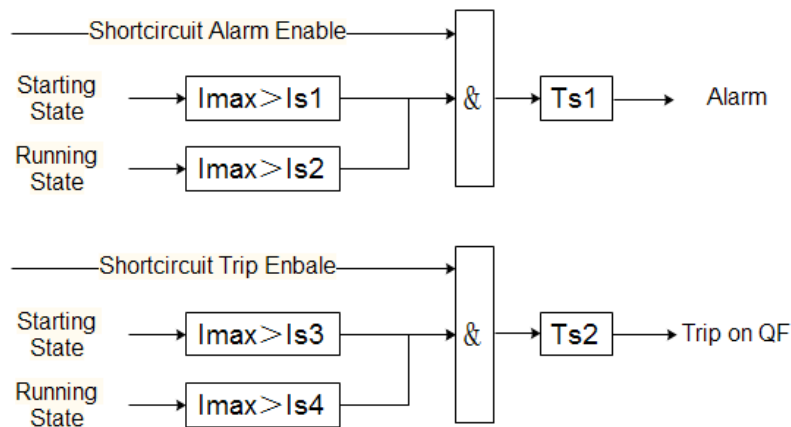 Shortcircuit Alarm Enable
Starting
State
Imax＞Is1
&
Ts1
Alarm
Running
State
Imax＞Is2
Shortcircuit Trip Enbale
Starting
State
Imax＞Is3
&
Ts2
Trip on QF
Running
State
Imax＞Is4